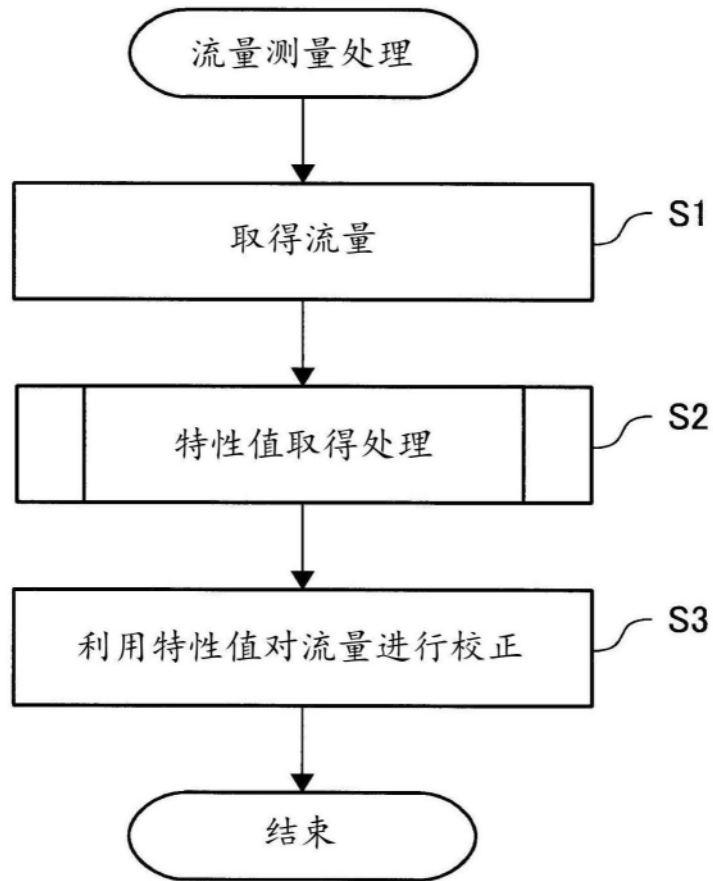 流量测量处理
取得流量
S1
特性值取得处理
S2
利用特性值对流量进行校正
S3
结束